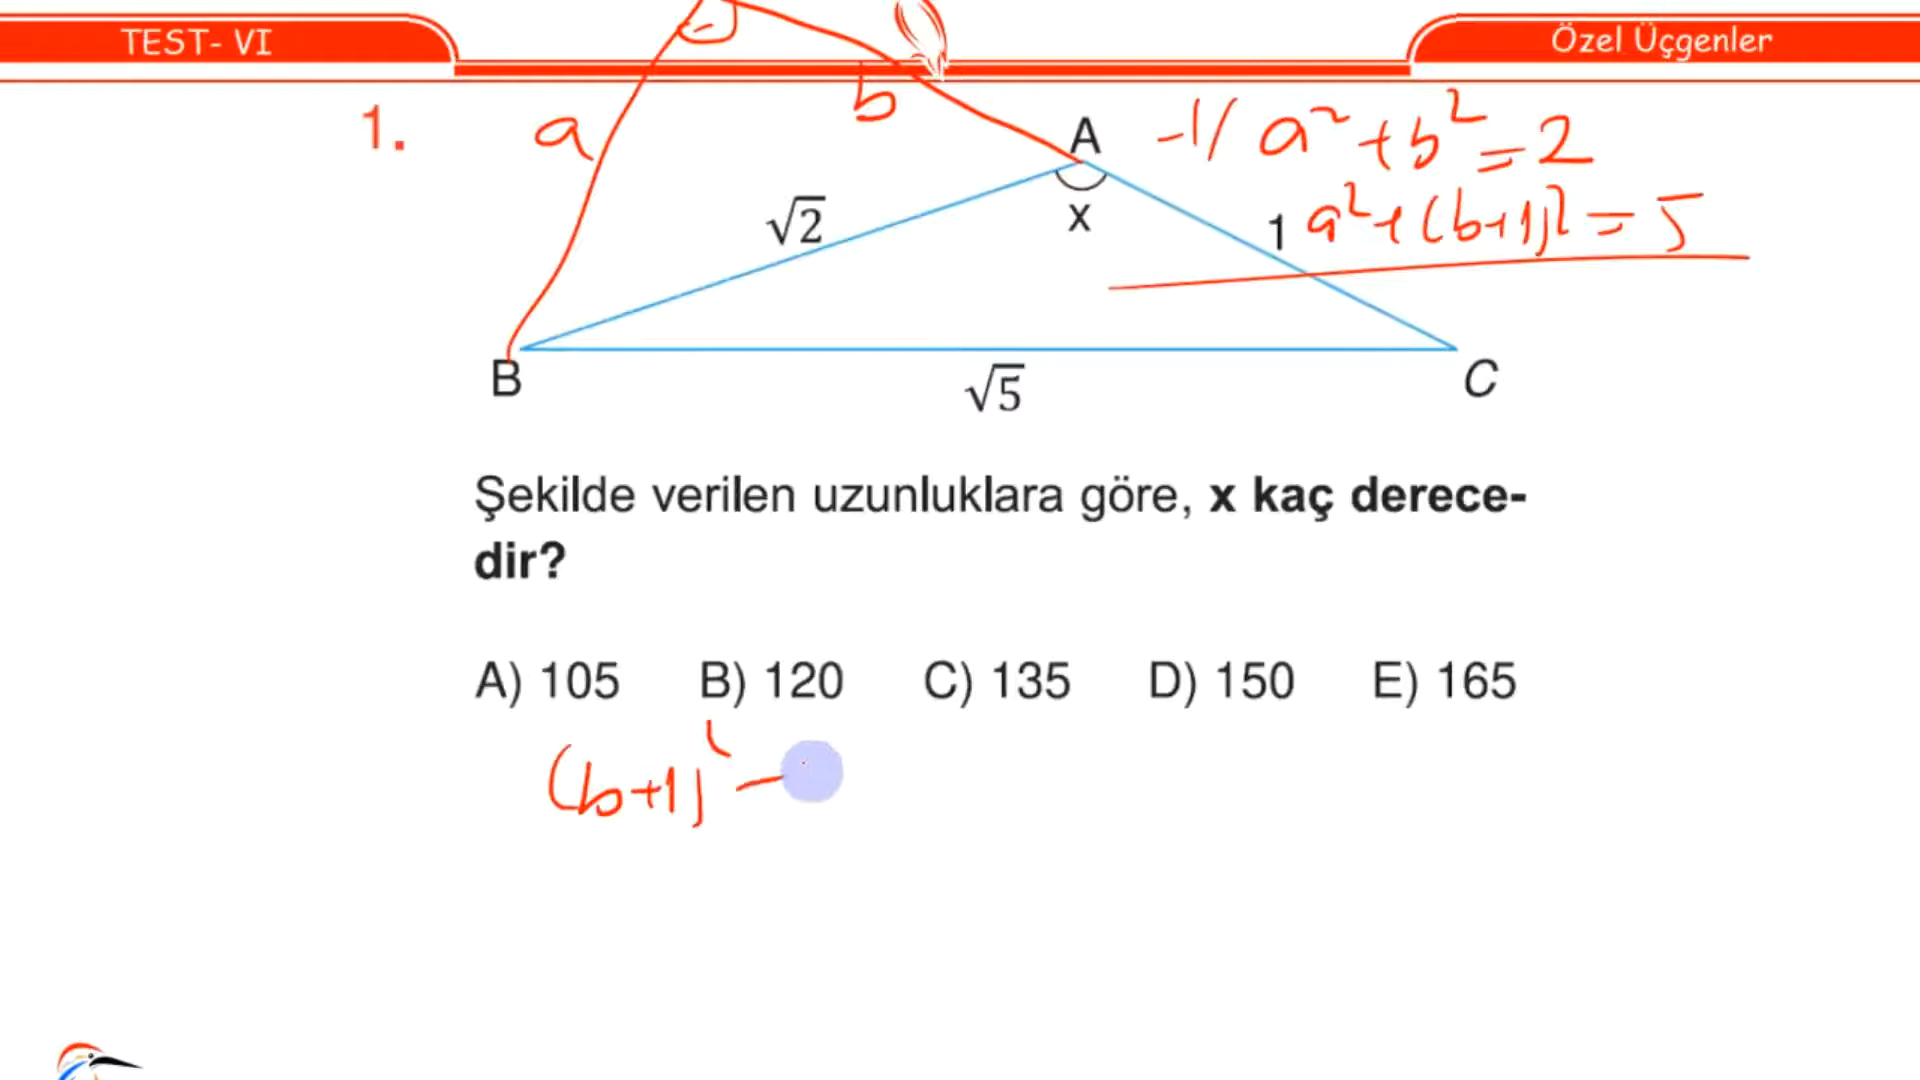 TEST- VI
Özel Üçgenler
1.
a
b
A
-1/ a² + b² = 2
√2
x
1
a² + (b+1)² = 5
B
√5
C
Şekilde verilen uzunluklara göre, x kaç derece-
dir?
A) 105 B) 120 C) 135 D) 150 E) 165
(b+1)² -